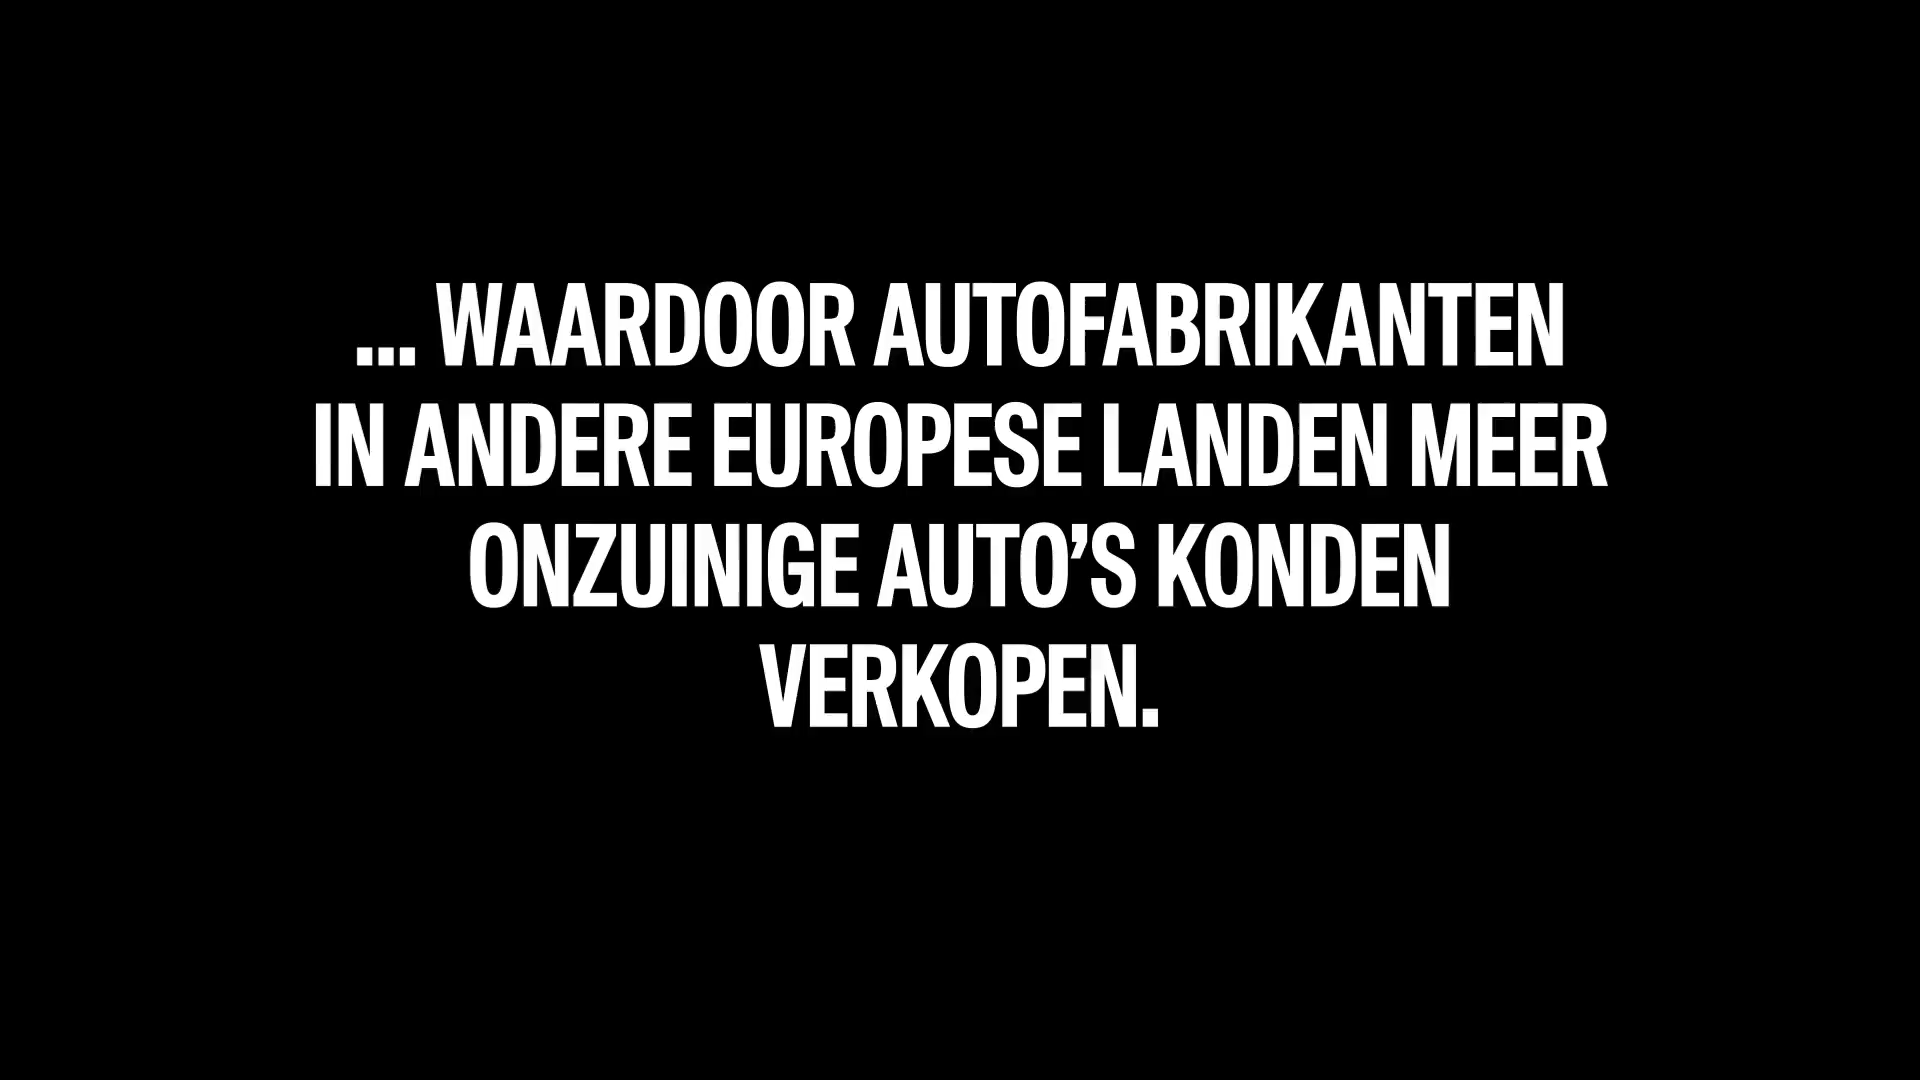 ... WAARDOOR AUTOFABRIKANTEN
IN ANDERE EUROPESE LANDEN MEER
ONZUINIGE AUTO’S KONDEN
VERKOPEN.